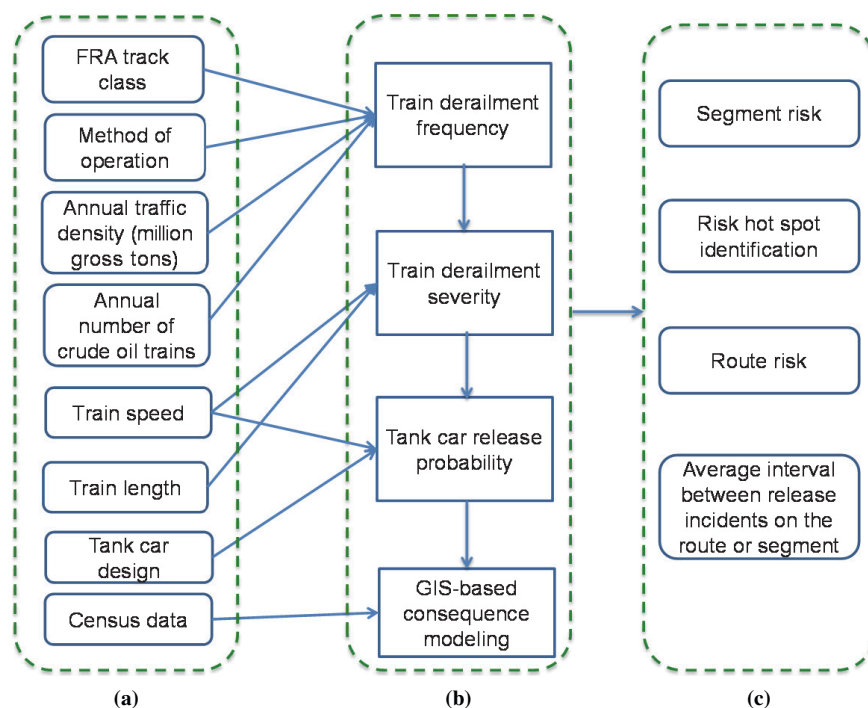 FRA track
class
Method of
operation
Annual traffic
density (million
gross tons)
Annual
number of
crude oil trains
Train speed
Train length
Tank car
design
Census data
(a)
Train derailment
frequency
Train derailment
severity
Tank car release
probability
GIS-based
consequence
modeling
(b)
Segment risk
Risk hot spot
identification
Route risk
Average interval
between release
incidents on the
route or segment
(c)